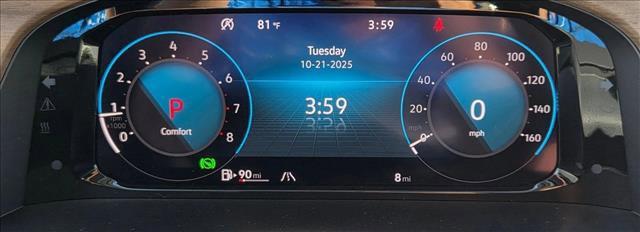 81 °F 3:59
Tuesday
10-21-2025
3:59
0 1 2 3 4 5 6 7 8
rpm
x1000
P
Comfort
0 20 40 60 80 100 120 140 160
mph
0
mph
90 mi
8 mi